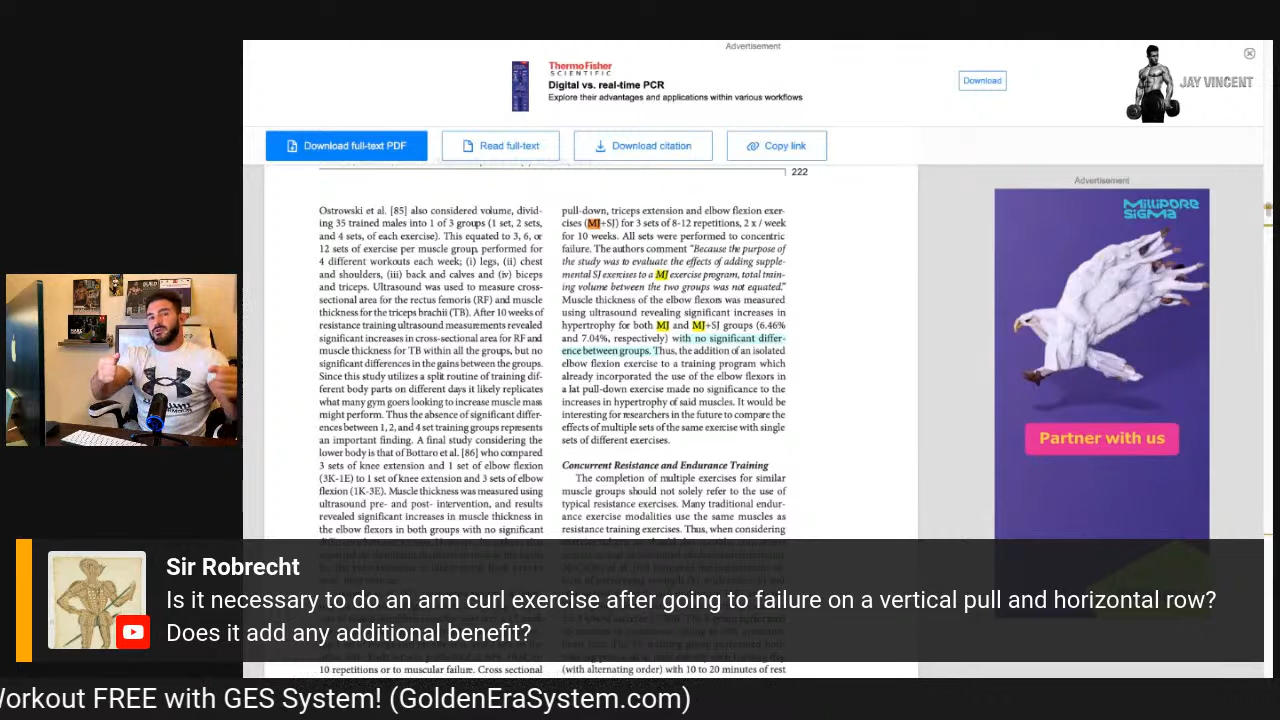 Advertisement
ThermoFisher
SCIENTIFIC
Digital vs. real-time PCR
Explore their advantages and applications within various workflows
Download
JAY VINCENT
Download full-text PDF
Read full-text
Download citation
Copy link
222
Advertisement
Ostrowski et al. [85] also considered volume, divid-
ing 35 trained males into 1 of 3 groups (1 set, 2 sets,
and 4 sets, of each exercise). This equated to 3, 6, or
12 sets of exercise per muscle group, performed for
4 different workouts each week; (i) legs, (ii) chest
and shoulders, (iii) back and calves and (iv) biceps
and triceps. Ultrasound was used to measure cross-
sectional area for the rectus femoris (RF) and muscle
thickness for the triceps brachii (TB). After 10 weeks of
resistance training ultrasound measurements revealed
significant increases in cross-sectional area for RF and
muscle thickness for TB within all the groups, but no
significant differences in the gains between the groups.
Since this study utilizes a split routine of training dif-
ferent body parts on different days it likely replicates
what many gym goers looking to increase muscle mass
might perform. Thus the absence of significant differ-
ences between 1, 2, and 4 set training groups represents
an important finding. A final study considering the
lower body is that of Bottaro et al. [86] who compared
3 sets of knee extension and 1 set of elbow flexion
(3K-1E) to 1 set of knee extension and 3 sets of elbow
flexion (1K-3E). Muscle thickness was measured using
ultrasound pre- and post- intervention, and results
revealed significant increases in muscle thickness in
the elbow flexors in both groups with no significant
10 repetitions or to muscular failure. Cross sectional
pull-down, triceps extension and elbow flexion exer-
cises (MJ+SJ) for 3 sets of 8-12 repetitions, 2 x / week
for 10 weeks. All sets were performed to concentric
failure. The authors comment "Because the purpose of
the study was to evaluate the effects of adding supple-
mental SJ exercises to a MJ exercise program, total train-
ing volume between the two groups was not equated."
Muscle thickness of the elbow flexors was measured
using ultrasound revealing significant increases in
hypertrophy for both MJ and MJ+SJ groups (6.46%
and 7.04%, respectively) with no significant differ-
ence between groups. Thus, the addition of an isolated
elbow flexion exercise to a training program which
already incorporated the use of the elbow flexors in
a lat pull-down exercise made no significance to the
increases in hypertrophy of said muscles. It would be
interesting for researchers in the future to compare the
effects of multiple sets of the same exercise with single
sets of different exercises.
Concurrent Resistance and Endurance Training
The completion of multiple exercises for similar
muscle groups should not solely refer to the use of
typical resistance exercises. Many traditional endur-
ance exercise modalities use the same muscles as
resistance training exercises. Thus, when considering
(with alternating order) with 10 to 20 minutes of rest
MILLIPORE
SIGMA
Partner with us
Sir Robrecht
Is it necessary to do an arm curl exercise after going to failure on a vertical pull and horizontal row?
Does it add any additional benefit?
Workout FREE with GES System! (GoldenEraSystem.com)